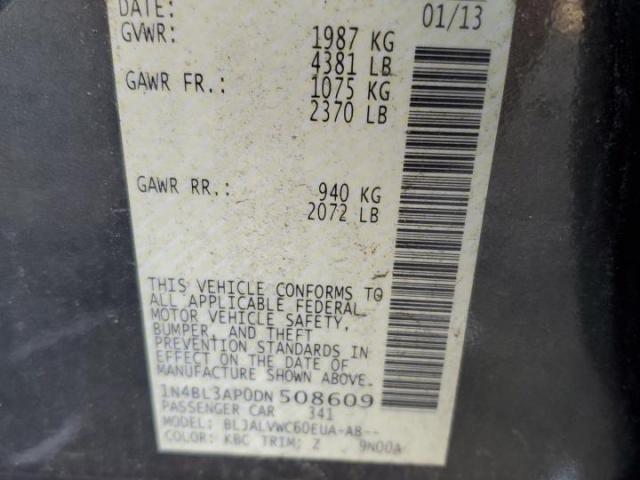 DATE: 01/13
GVWR: 1987 KG
4381 LB
GAWR FR.: 1075 KG
2370 LB
GAWR RR.: 940 KG
2072 LB
THIS VEHICLE CONFORMS TO
ALL APPLICABLE FEDERAL
MOTOR VEHICLE SAFETY,
BUMPER, AND THEFT
PREVENTION STANDARDS IN
EFFECT ON THE DATE OF
MANUFACTURE SHOWN ABOVE.
1N4BL3AP0DN 508609
PASSENGER CAR 341
MODEL: BLJALVWC60EUA-AB--
COLOR: KBC TRIM: Z 9N00A